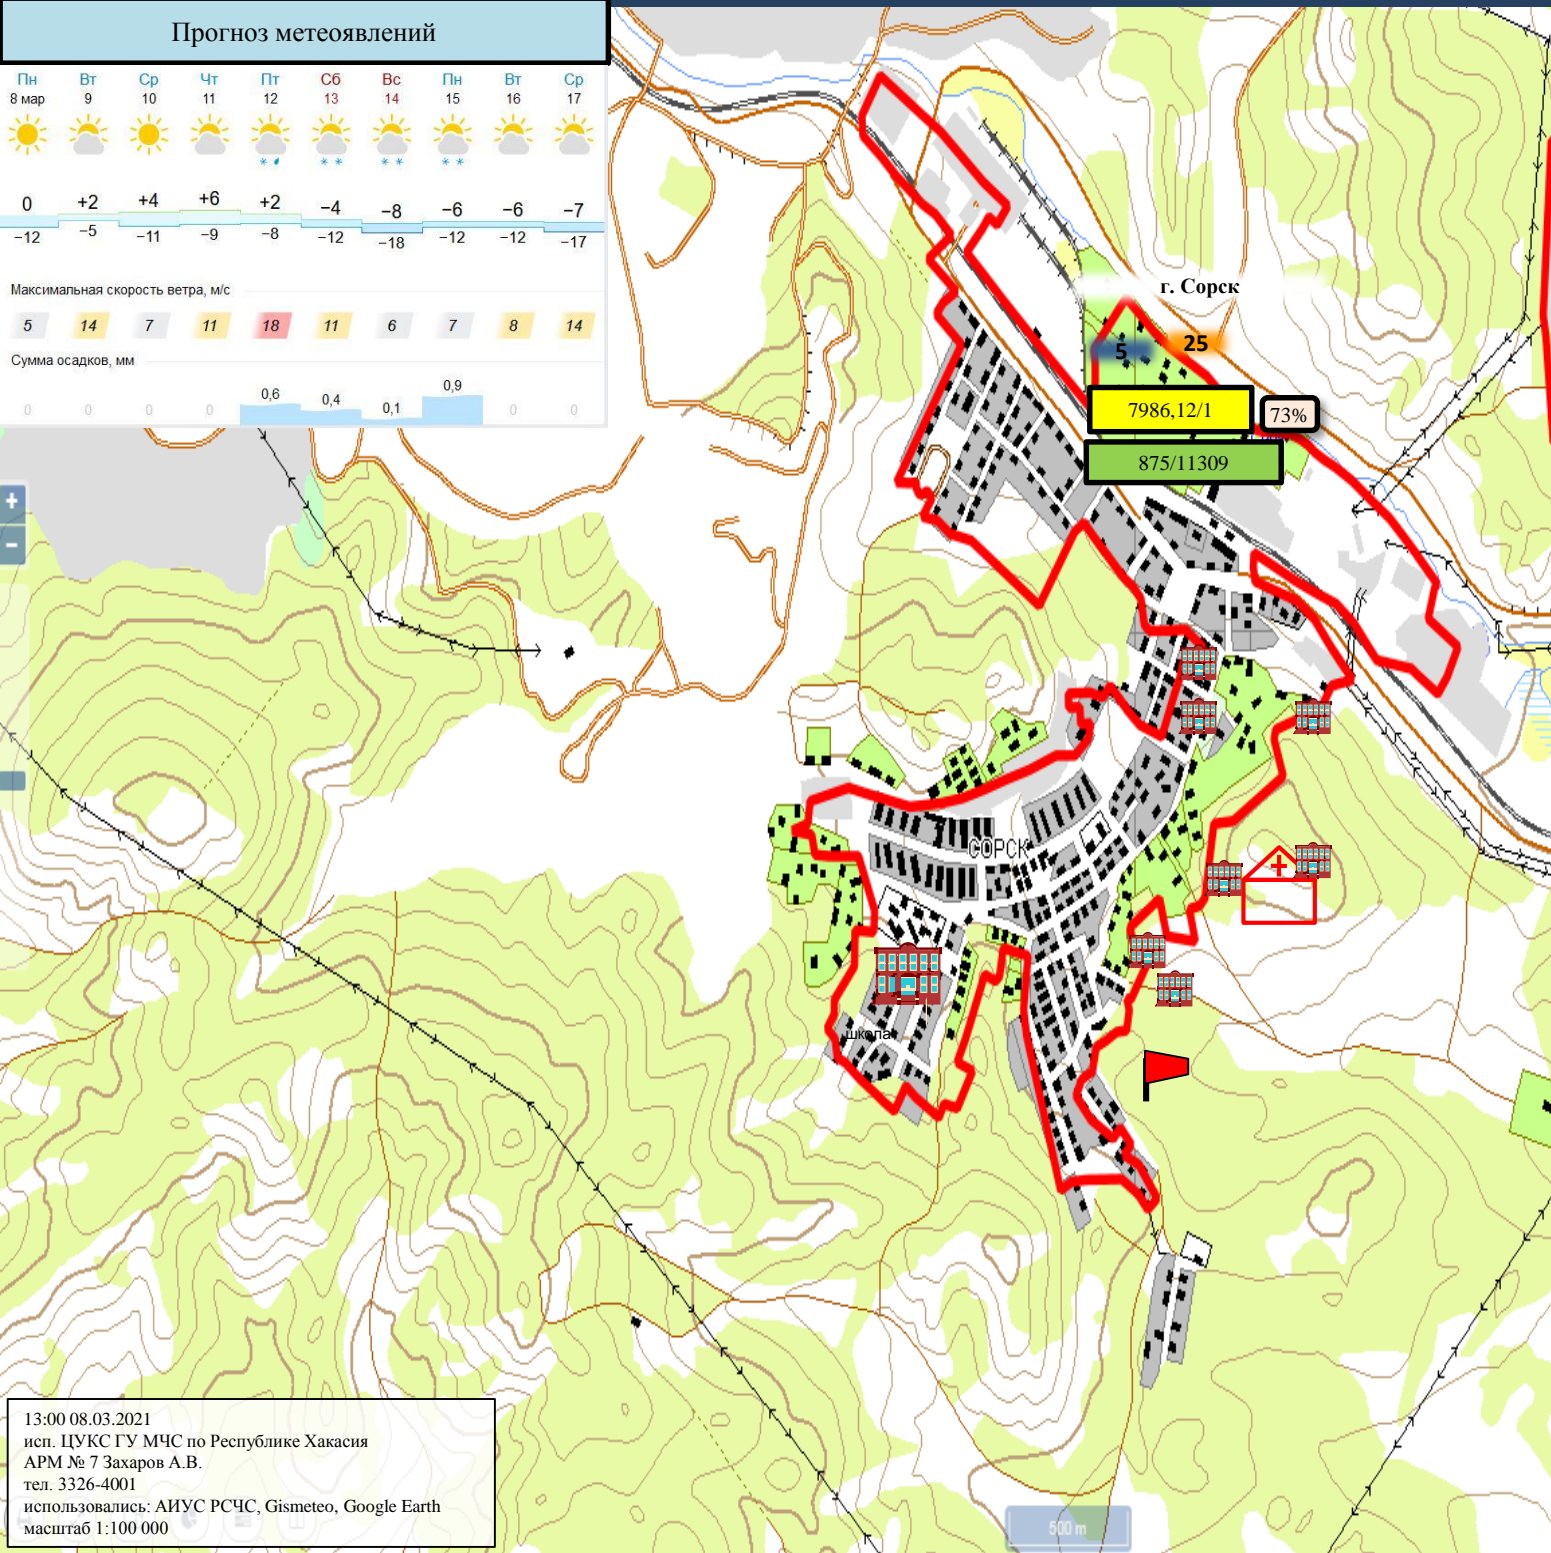 Прогноз метеоявлений
Пн Вт Ср Чт Пт Сб Вс Пн Вт Ср
8 мар 9 10 11 12 13 14 15 16 17
0 +2 +4 +6 +2 −4 −8 −6 −6 −7
−12 −5 −11 −9 −8 −12 −18 −12 −12 −17
Максимальная скорость ветра, м/с
5 14 7 11 18 11 6 7 8 14
Сумма осадков, мм
0 0 0 0 0,6 0,4 0,1 0,9 0 0
г. Сорск
5 25
7986,12/1 73%
875/11309
+
−
СОРСК
школа
13:00 08.03.2021
исп. ЦУКС ГУ МЧС по Республике Хакасия
АРМ № 7 Захаров А.В.
тел. 3326-4001
использовались: АИУС РСЧС, Gismeteo, Google Earth
масштаб 1:100 000
500 m